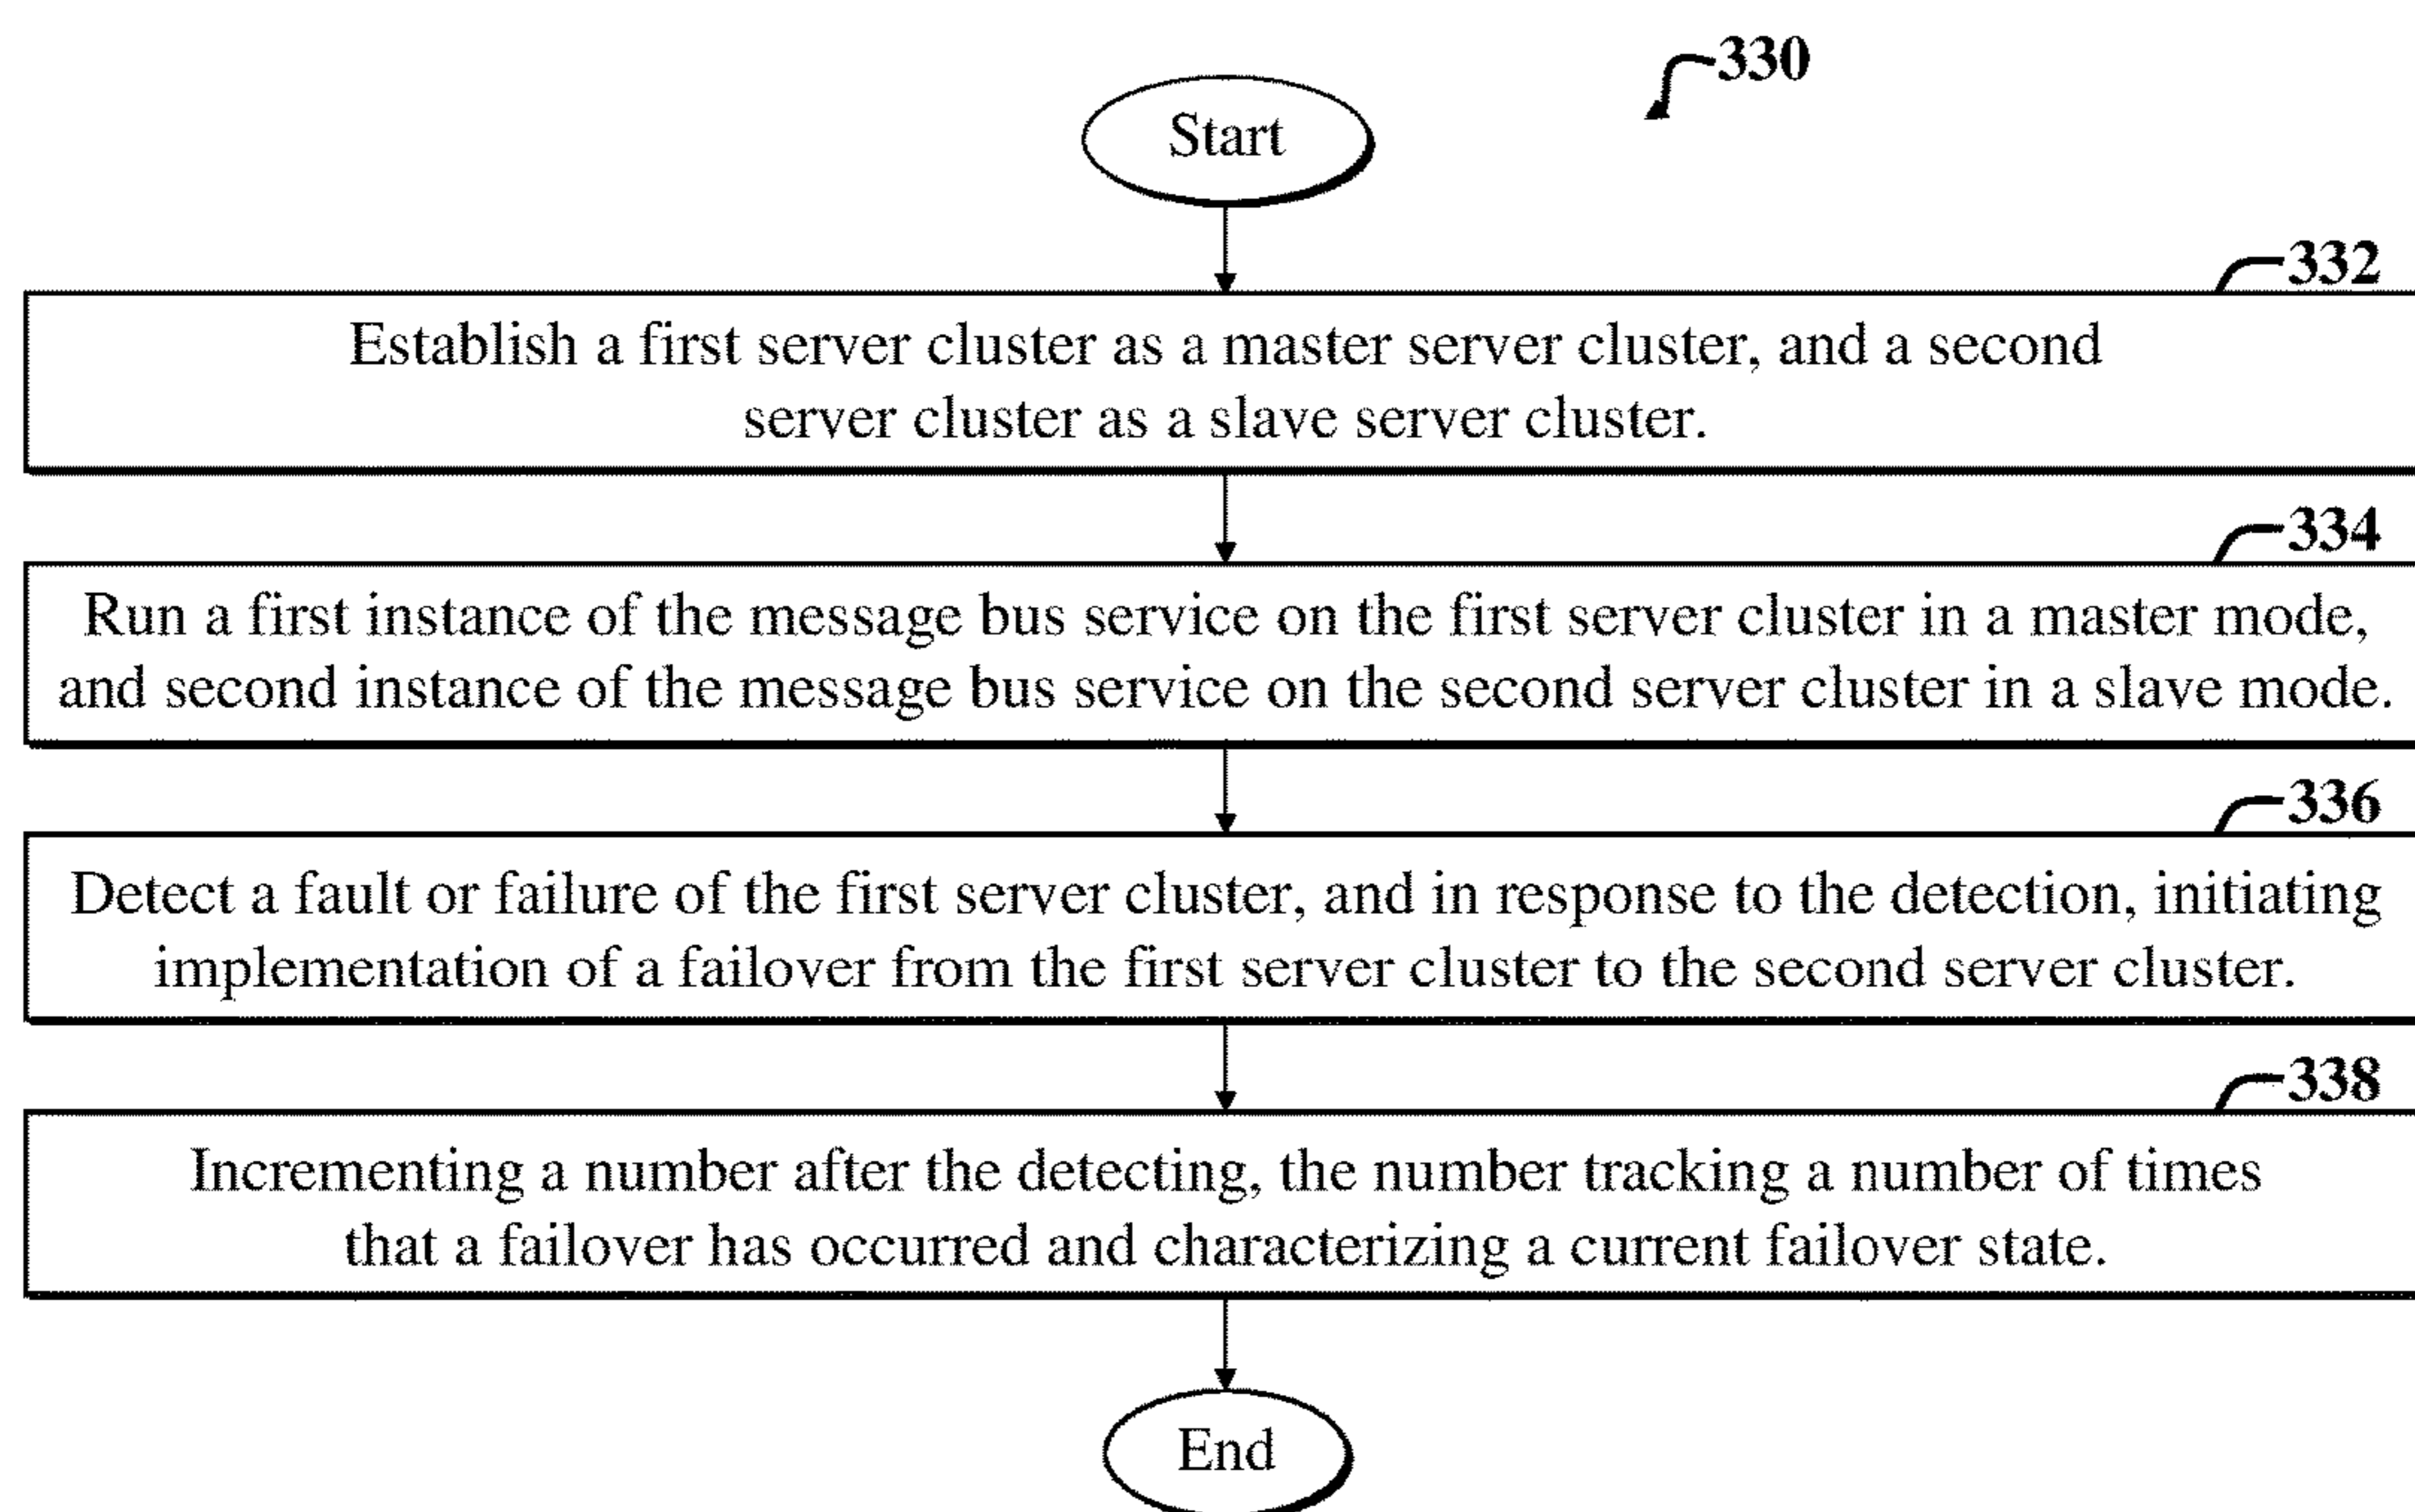 330
Start
332
Establish a first server cluster as a master server cluster, and a second
server cluster as a slave server cluster.
334
Run a first instance of the message bus service on the first server cluster in a master mode,
and second instance of the message bus service on the second server cluster in a slave mode.
336
Detect a fault or failure of the first server cluster, and in response to the detection, initiating
implementation of a failover from the first server cluster to the second server cluster.
338
Incrementing a number after the detecting, the number tracking a number of times
that a failover has occurred and characterizing a current failover state.
End